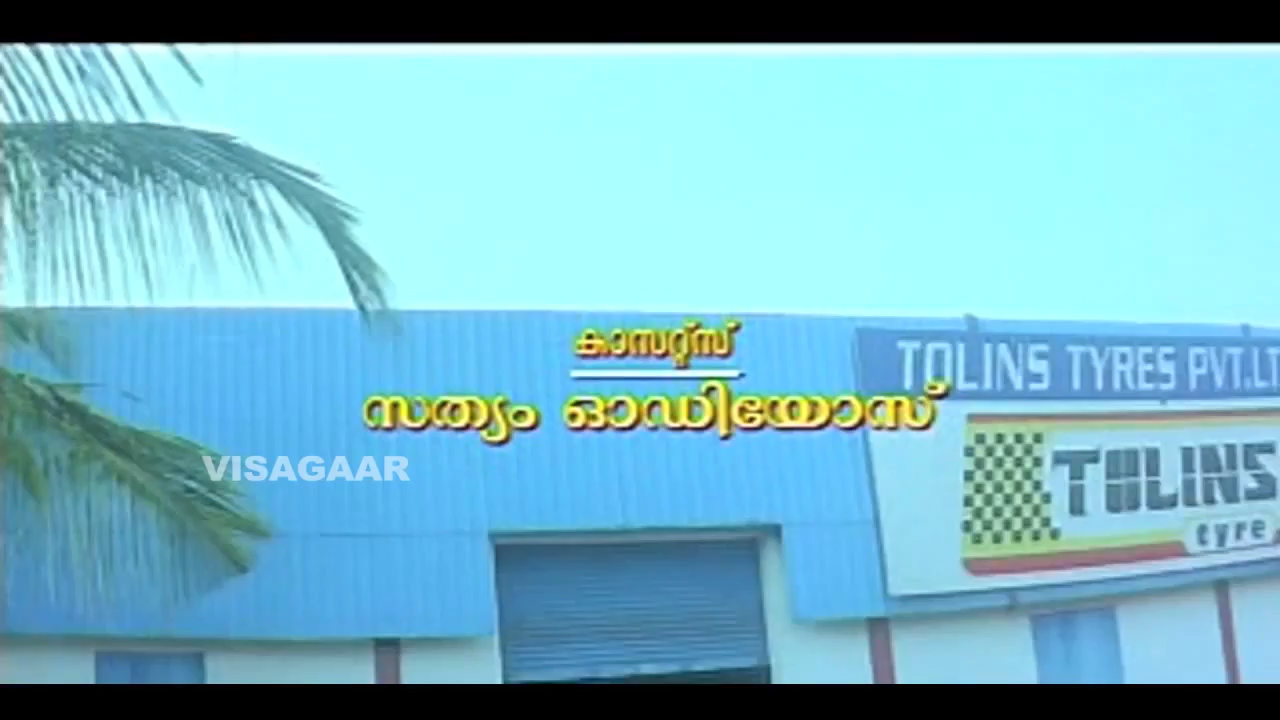 കാസറ്റ്സ്
സത്യം ഓഡിയോസ്
VISAGAAR
TOLINS TYRES PVT.LT
TOLINS
tyre